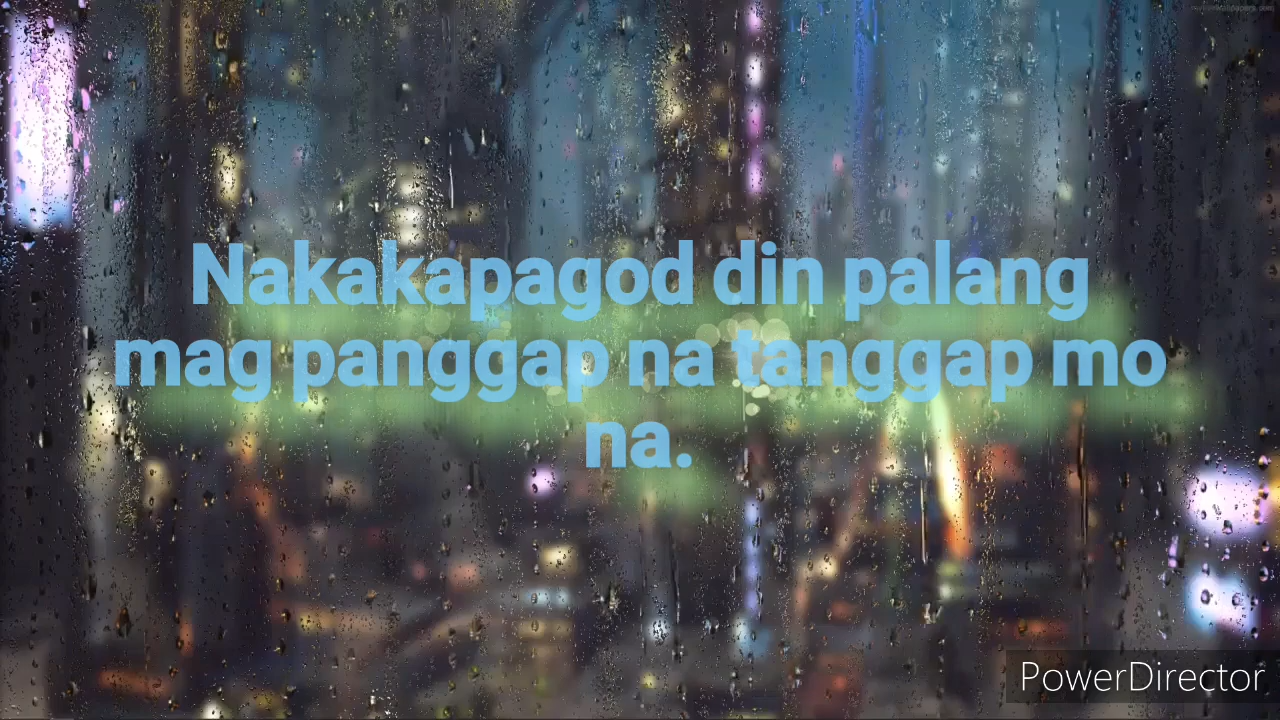 Nakakapagod din palang
mag panggap na tanggap mo
na.
PowerDirector